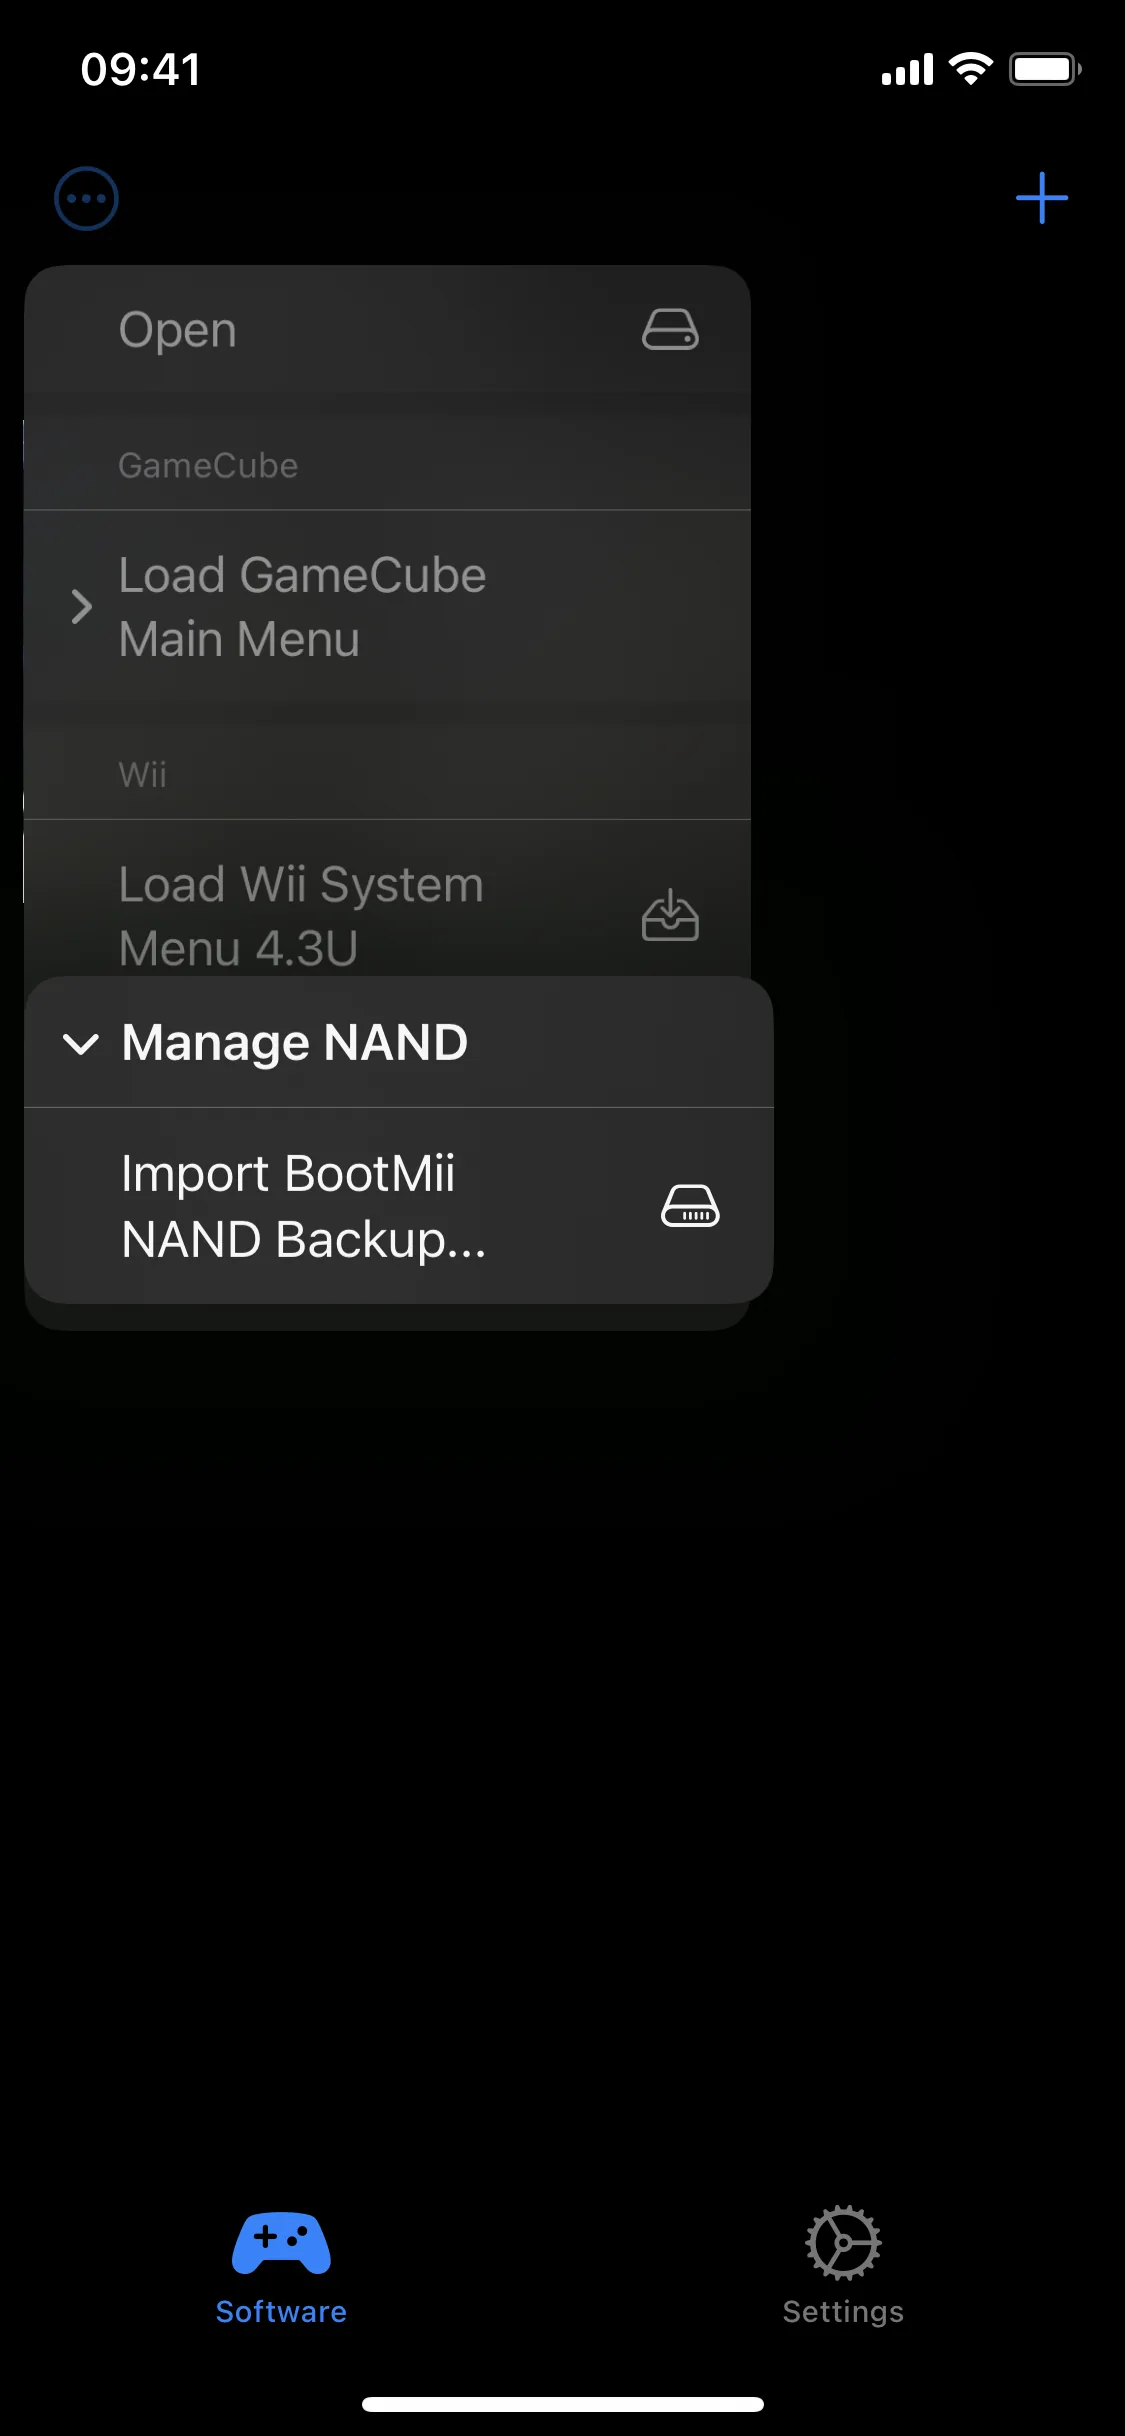 09:41
Open
GameCube
Load GameCube
Main Menu
Wii
Load Wii System
Menu 4.3U
Manage NAND
Import BootMii
NAND Backup...
Software
Settings